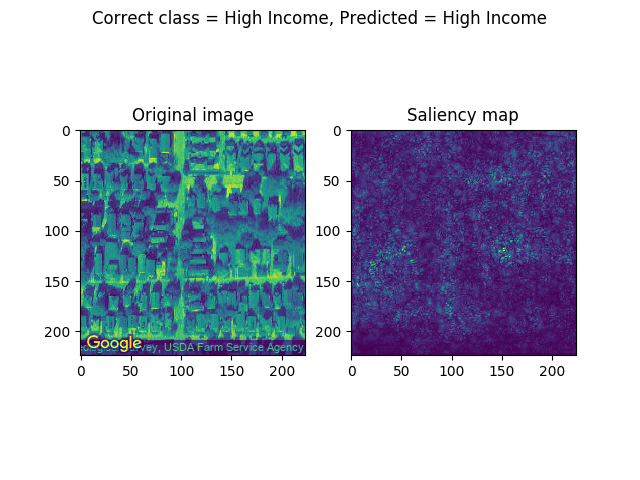 Correct class = High Income, Predicted = High Income
Original image
Saliency map
0
50
100
150
200
0 50 100 150 200
0
50
100
150
200
0 50 100 150 200
Google
Survey, USDA Farm Service Agency